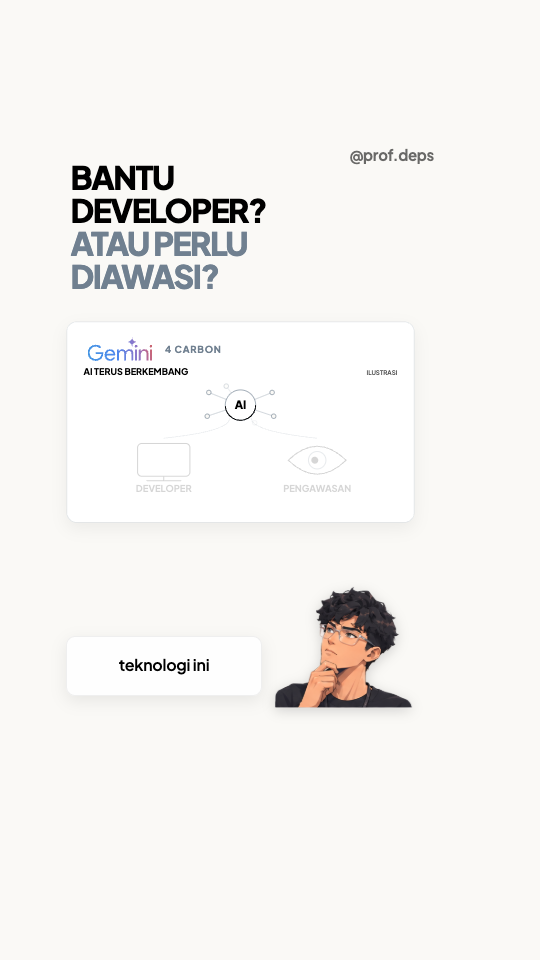 @prof.deps
BANTU
DEVELOPER?
ATAU PERLU
DIAWASI?
Gemini 4 CARBON
AI TERUS BERKEMBANG
ILUSTRASI
AI
DEVELOPER
PENGAWASAN
teknologi ini